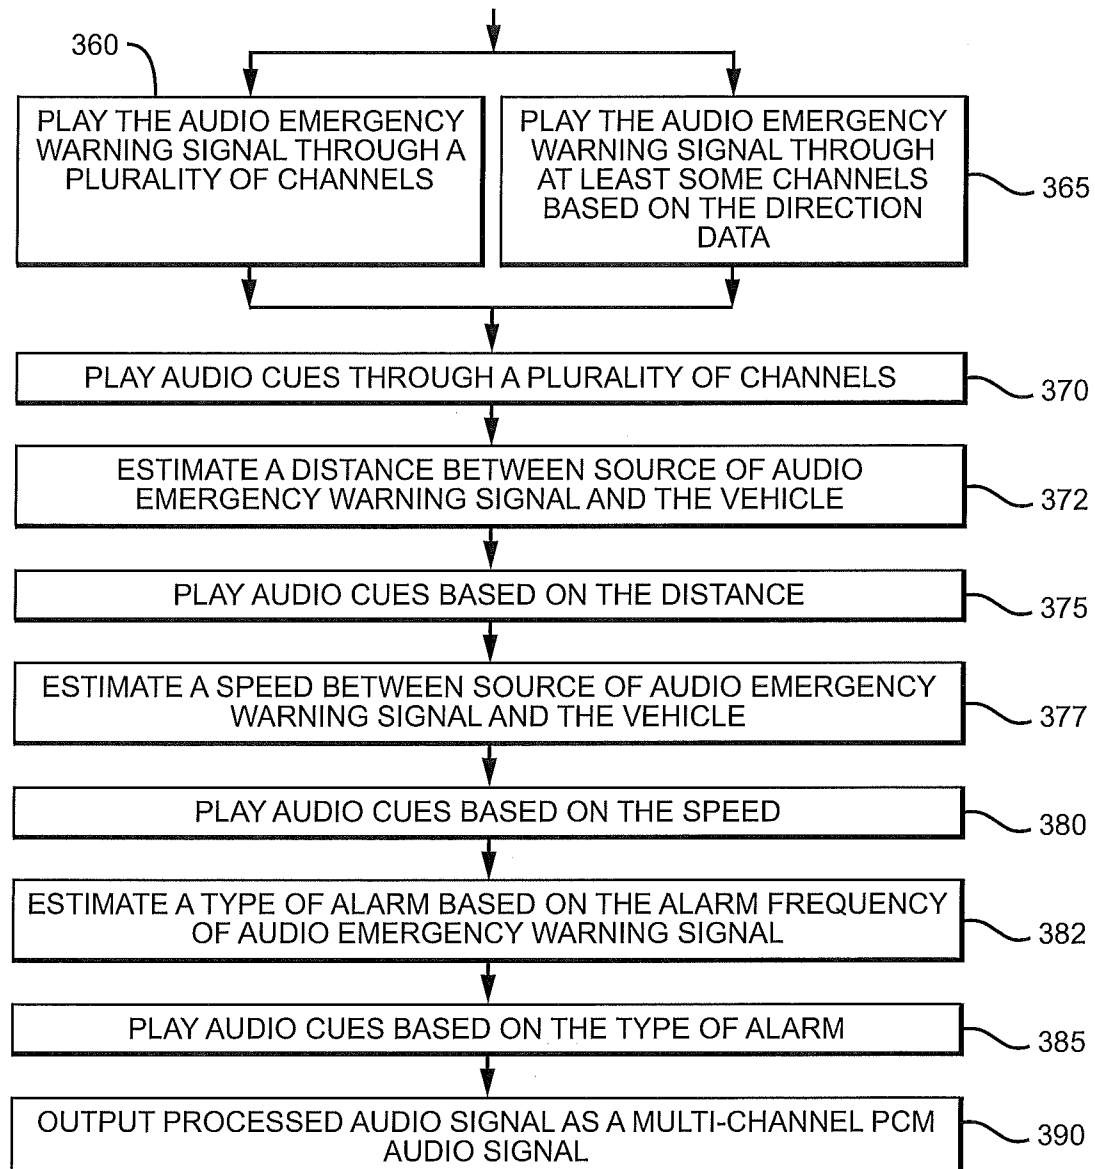 360
PLAY THE AUDIO EMERGENCY
WARNING SIGNAL THROUGH A
PLURALITY OF CHANNELS
PLAY THE AUDIO EMERGENCY
WARNING SIGNAL THROUGH
AT LEAST SOME CHANNELS
BASED ON THE DIRECTION
DATA
365
PLAY AUDIO CUES THROUGH A PLURALITY OF CHANNELS
370
ESTIMATE A DISTANCE BETWEEN SOURCE OF AUDIO
EMERGENCY WARNING SIGNAL AND THE VEHICLE
372
PLAY AUDIO CUES BASED ON THE DISTANCE
375
ESTIMATE A SPEED BETWEEN SOURCE OF AUDIO EMERGENCY
WARNING SIGNAL AND THE VEHICLE
377
PLAY AUDIO CUES BASED ON THE SPEED
380
ESTIMATE A TYPE OF ALARM BASED ON THE ALARM FREQUENCY
OF AUDIO EMERGENCY WARNING SIGNAL
382
PLAY AUDIO CUES BASED ON THE TYPE OF ALARM
385
OUTPUT PROCESSED AUDIO SIGNAL AS A MULTI-CHANNEL PCM
AUDIO SIGNAL
390